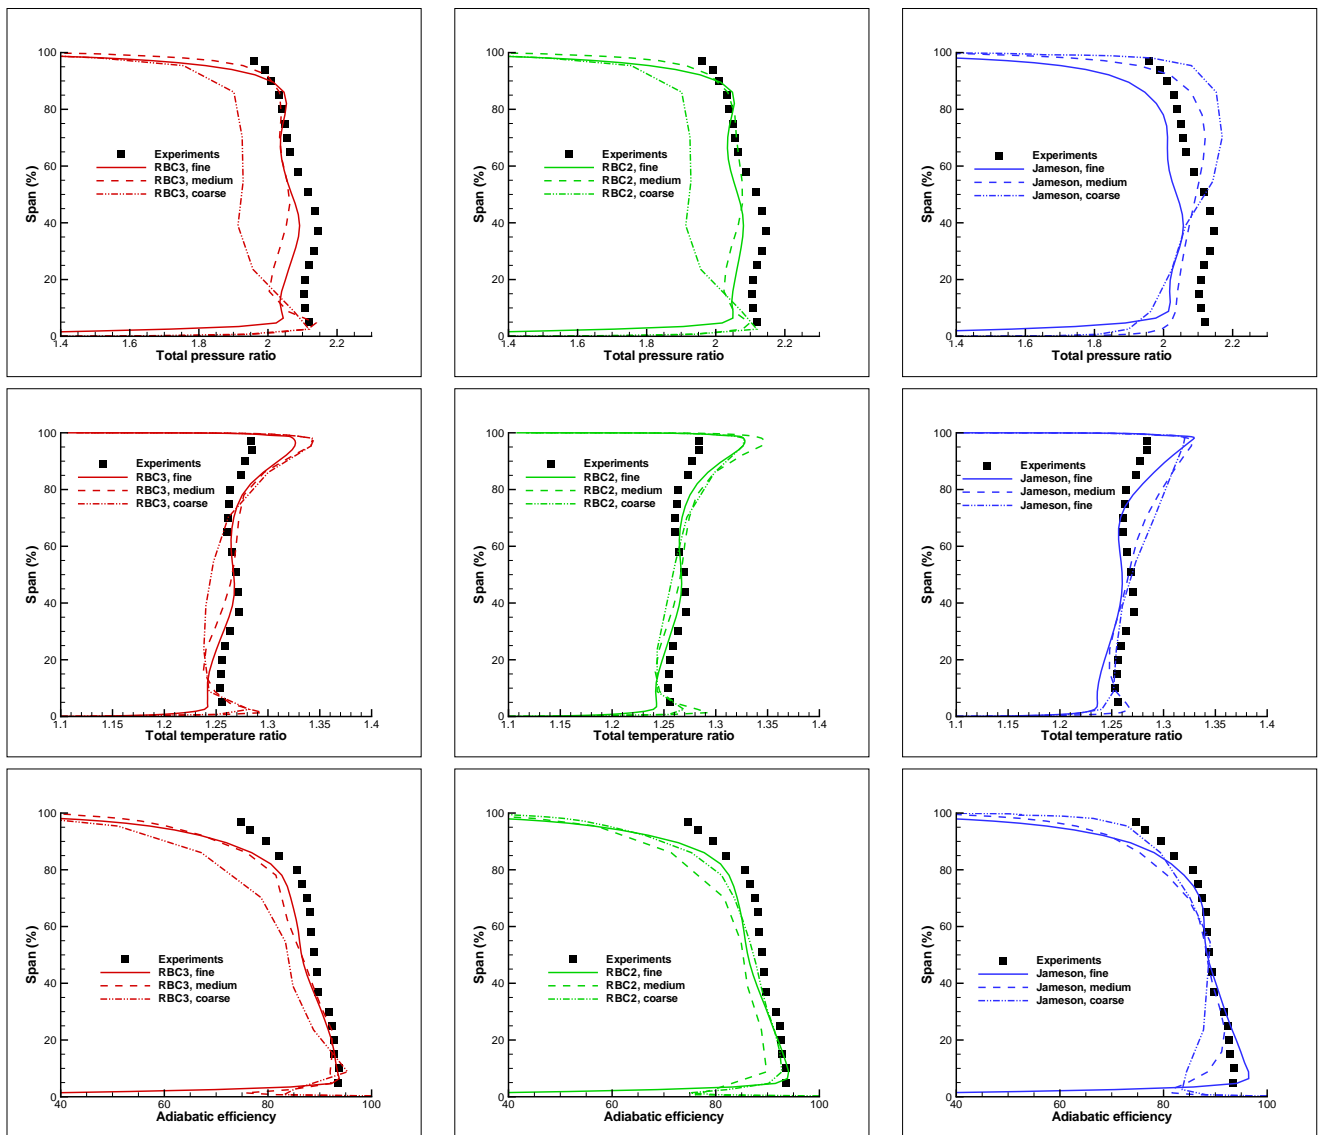 100
80
60
40
20
0
Span (%)
Experiments
RBC3, fine
RBC3, medium
RBC3, coarse
1.4 1.6 1.8 2 2.2
Total pressure ratio
100
80
60
40
20
0
Span (%)
Experiments
RBC2, fine
RBC2, medium
RBC2, coarse
1.4 1.6 1.8 2 2.2
Total pressure ratio
100
80
60
40
20
0
Span (%)
Experiments
Jameson, fine
Jameson, medium
Jameson, coarse
1.4 1.6 1.8 2 2.2
Total pressure ratio
100
80
60
40
20
0
Span (%)
Experiments
RBC3, fine
RBC3, medium
RBC3, coarse
1.1 1.15 1.2 1.25 1.3 1.35 1.4
Total temperature ratio
100
80
60
40
20
0
Span (%)
Experiments
RBC2, fine
RBC2, medium
RBC2, coarse
1.1 1.15 1.2 1.25 1.3 1.35 1.4
Total temperature ratio
100
80
60
40
20
0
Span (%)
Experiments
Jameson, fine
Jameson, medium
Jameson, fine
1.1 1.15 1.2 1.25 1.3 1.35 1.4
Total temperature ratio
100
80
60
40
20
0
Span (%)
Experiments
RBC3, fine
RBC3, medium
RBC3, coarse
40 60 80 100
Adiabatic efficiency
100
80
60
40
20
0
Span (%)
Experiments
RBC2, fine
RBC2, medium
RBC2, coarse
40 60 80 100
Adiabatic efficiency
100
80
60
40
20
0
Span (%)
Experiments
Jameson, fine
Jameson, medium
Jameson, coarse
40 60 80 100
Adiabatic efficiency